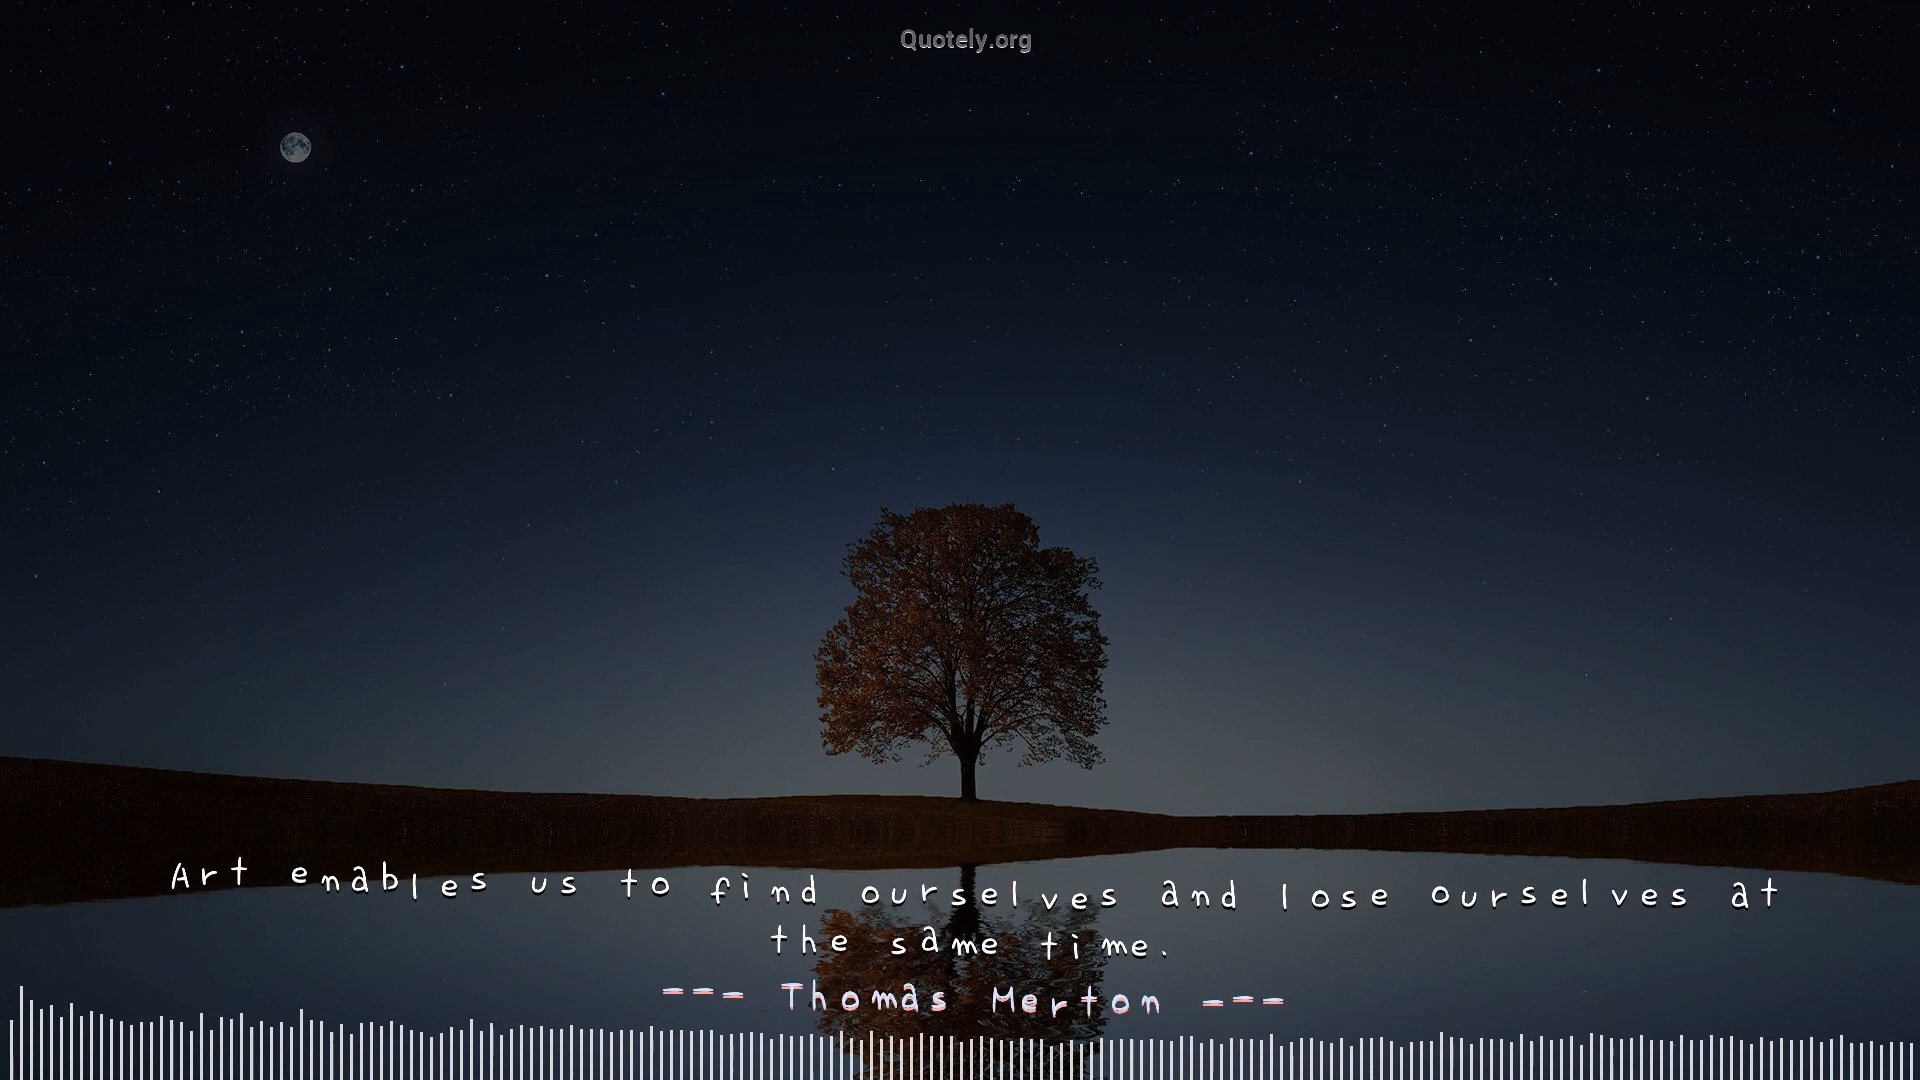 Quotely.org
Art enables us to find ourselves and lose ourselves at
the same time.
--- Thomas Merton ---